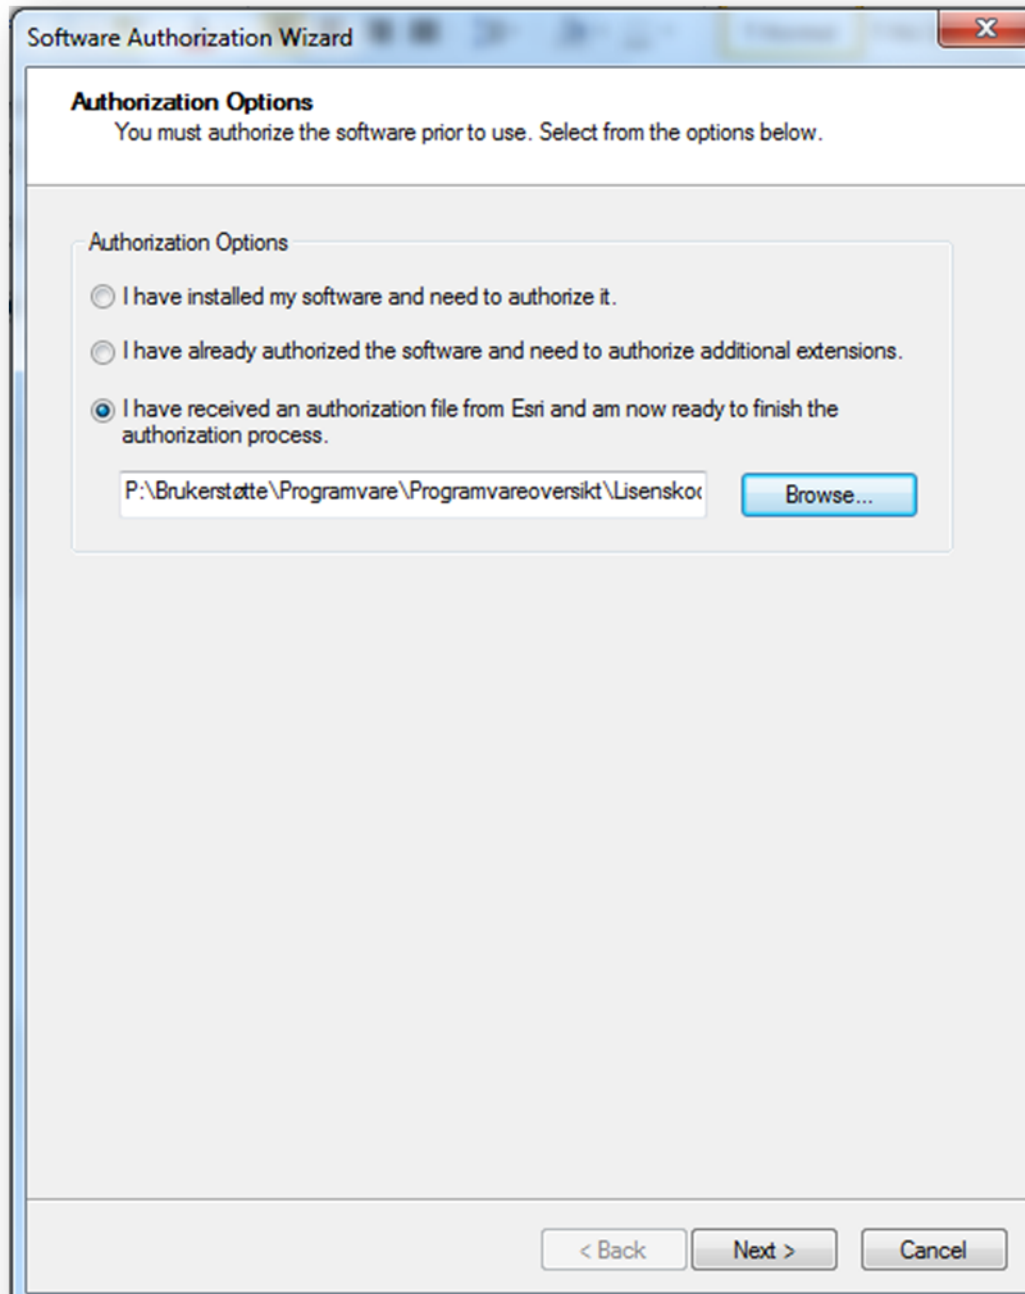 Software Authorization Wizard
Authorization Options
You must authorize the software prior to use. Select from the options below.
Authorization Options
I have installed my software and need to authorize it.
I have already authorized the software and need to authorize additional extensions.
I have received an authorization file from Esri and am now ready to finish the
authorization process.
P:\Brukerstøtte\Programvare\Programvareoversikt\Lisenskod
Browse...
< Back
Next >
Cancel